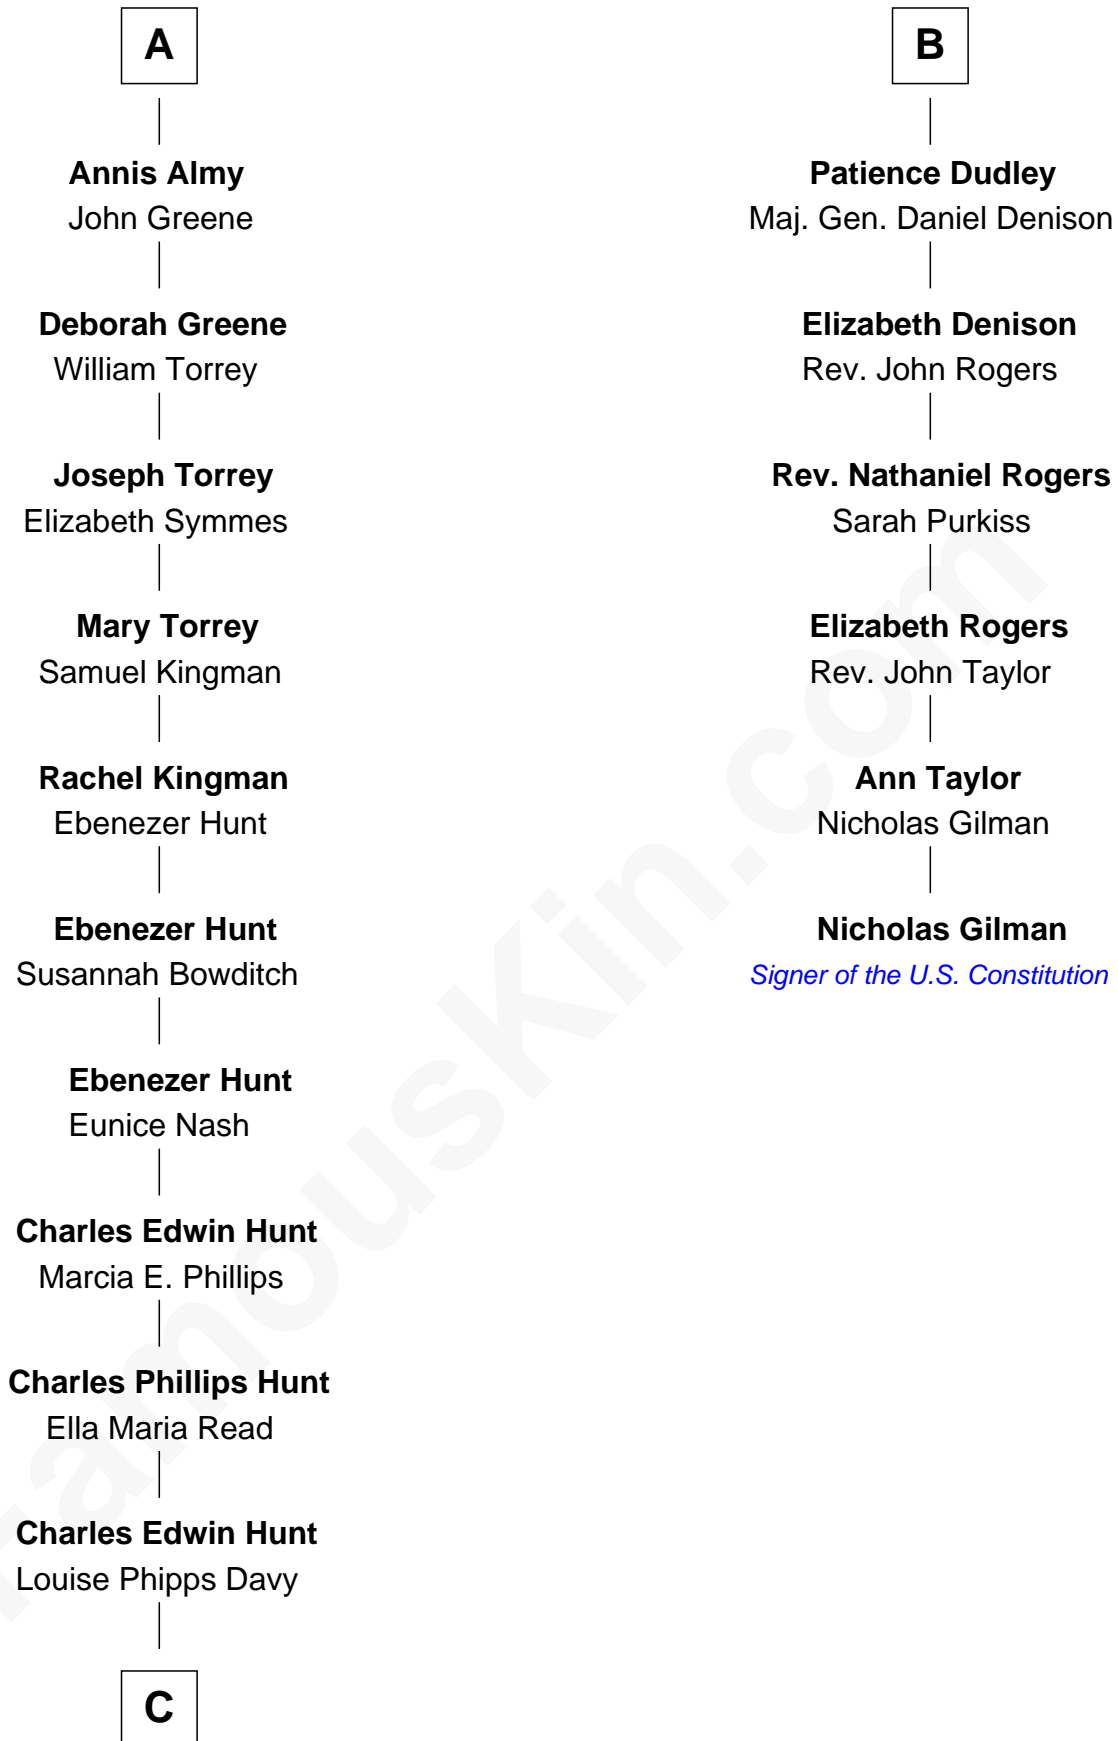 A
Annis Almy
John Greene
Deborah Greene
William Torrey
Joseph Torrey
Elizabeth Symmes
Mary Torrey
Samuel Kingman
Rachel Kingman
Ebenezer Hunt
Ebenezer Hunt
Susannah Bowditch
Ebenezer Hunt
Eunice Nash
Charles Edwin Hunt
Marcia E. Phillips
Charles Phillips Hunt
Ella Maria Read
Charles Edwin Hunt
Louise Phipps Davy
C
B
Patience Dudley
Maj. Gen. Daniel Denison
Elizabeth Denison
Rev. John Rogers
Rev. Nathaniel Rogers
Sarah Purkiss
Elizabeth Rogers
Rev. John Taylor
Ann Taylor
Nicholas Gilman
Nicholas Gilman
Signer of the U.S. Constitution
FamousKin.com